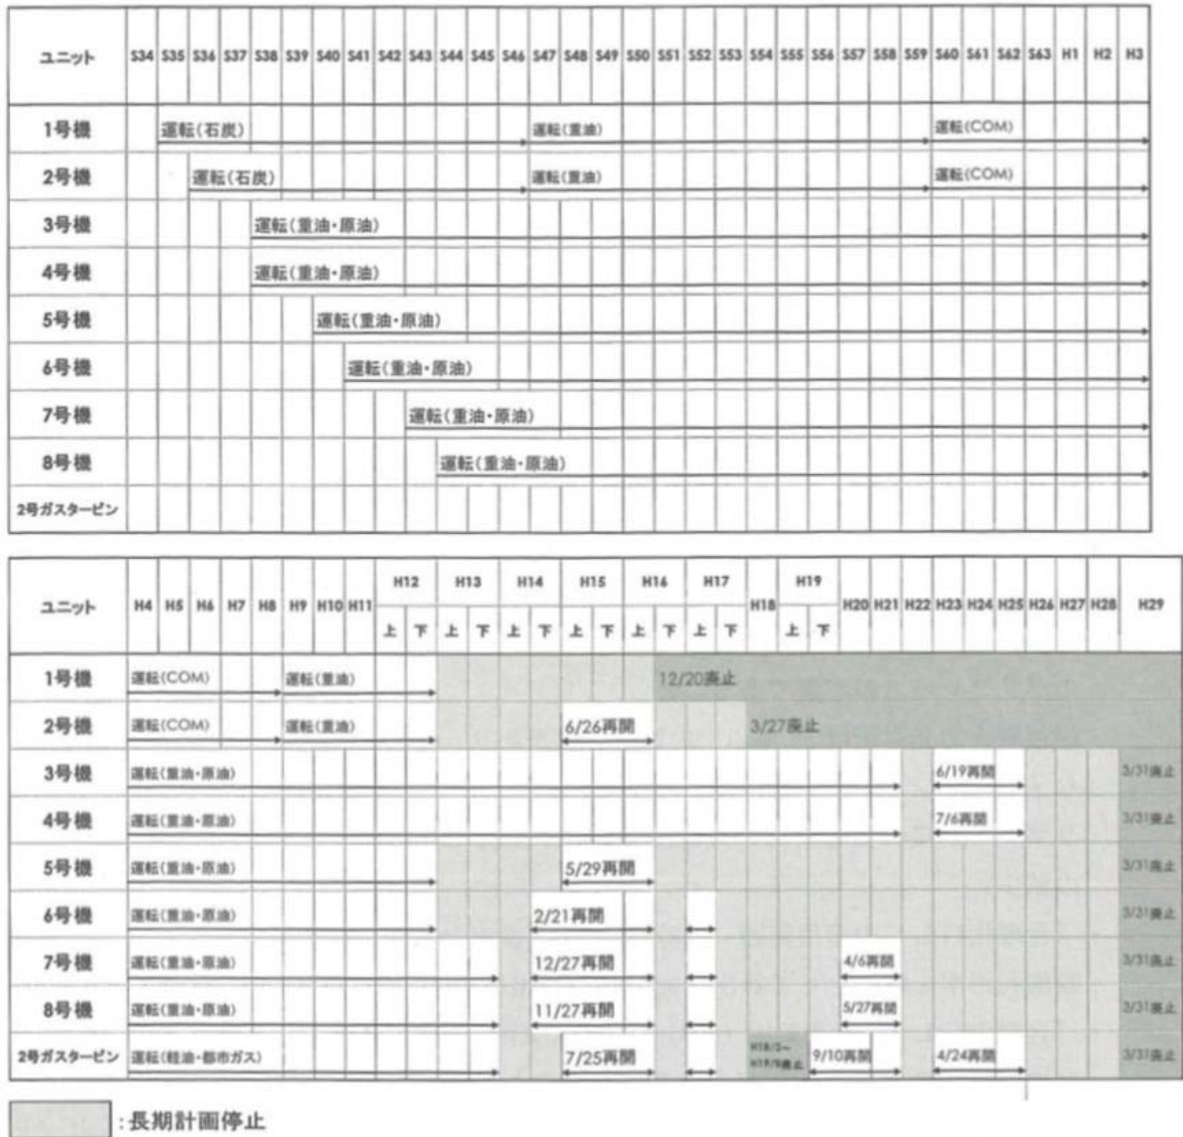 ユニット S34 S35 S36 S37 S38 S39 S40 S41 S42 S43 S44 S45 S46 S47 S48 S49 S50 S51 S52 S53 S54 S55 S56 S57 S58 S59 S60 S61 S62 S63 H1 H2 H3
1号機 運転(石炭) 運転(重油) 運転(COM)
2号機 運転(石炭) 運転(重油) 運転(COM)
3号機 運転(重油・原油)
4号機 運転(重油・原油)
5号機 運転(重油・原油)
6号機 運転(重油・原油)
7号機 運転(重油・原油)
8号機 運転(重油・原油)
2号ガスタービン
H12 H13 H14 H15 H16 H17 H19
ユニット H4 H5 H6 H7 H8 H9 H10 H11 H18 H20 H21 H22 H23 H24 H25 H26 H27 H28 H29
上 下 上 下 上 下 上 下 上 下 上 下 上 下
1号機 運転(COM) 運転(重油) 12/20廃止
2号機 運転(COM) 運転(重油) 6/26再開 3/27廃止
3号機 運転(重油・原油) 6/19再開 3/31廃止
4号機 運転(重油・原油) 7/6再開 3/31廃止
5号機 運転(重油・原油) 5/29再開 3/31廃止
6号機 運転(重油・原油) 2/21再開 3/31廃止
7号機 運転(重油・原油) 12/27再開 4/6再開 3/31廃止
8号機 運転(重油・原油) 11/27再開 5/27再開 3/31廃止
2号ガスタービン 運転(軽油・都市ガス) 7/25再開 9/10再開 4/24再開 3/31廃止
:長期計画停止